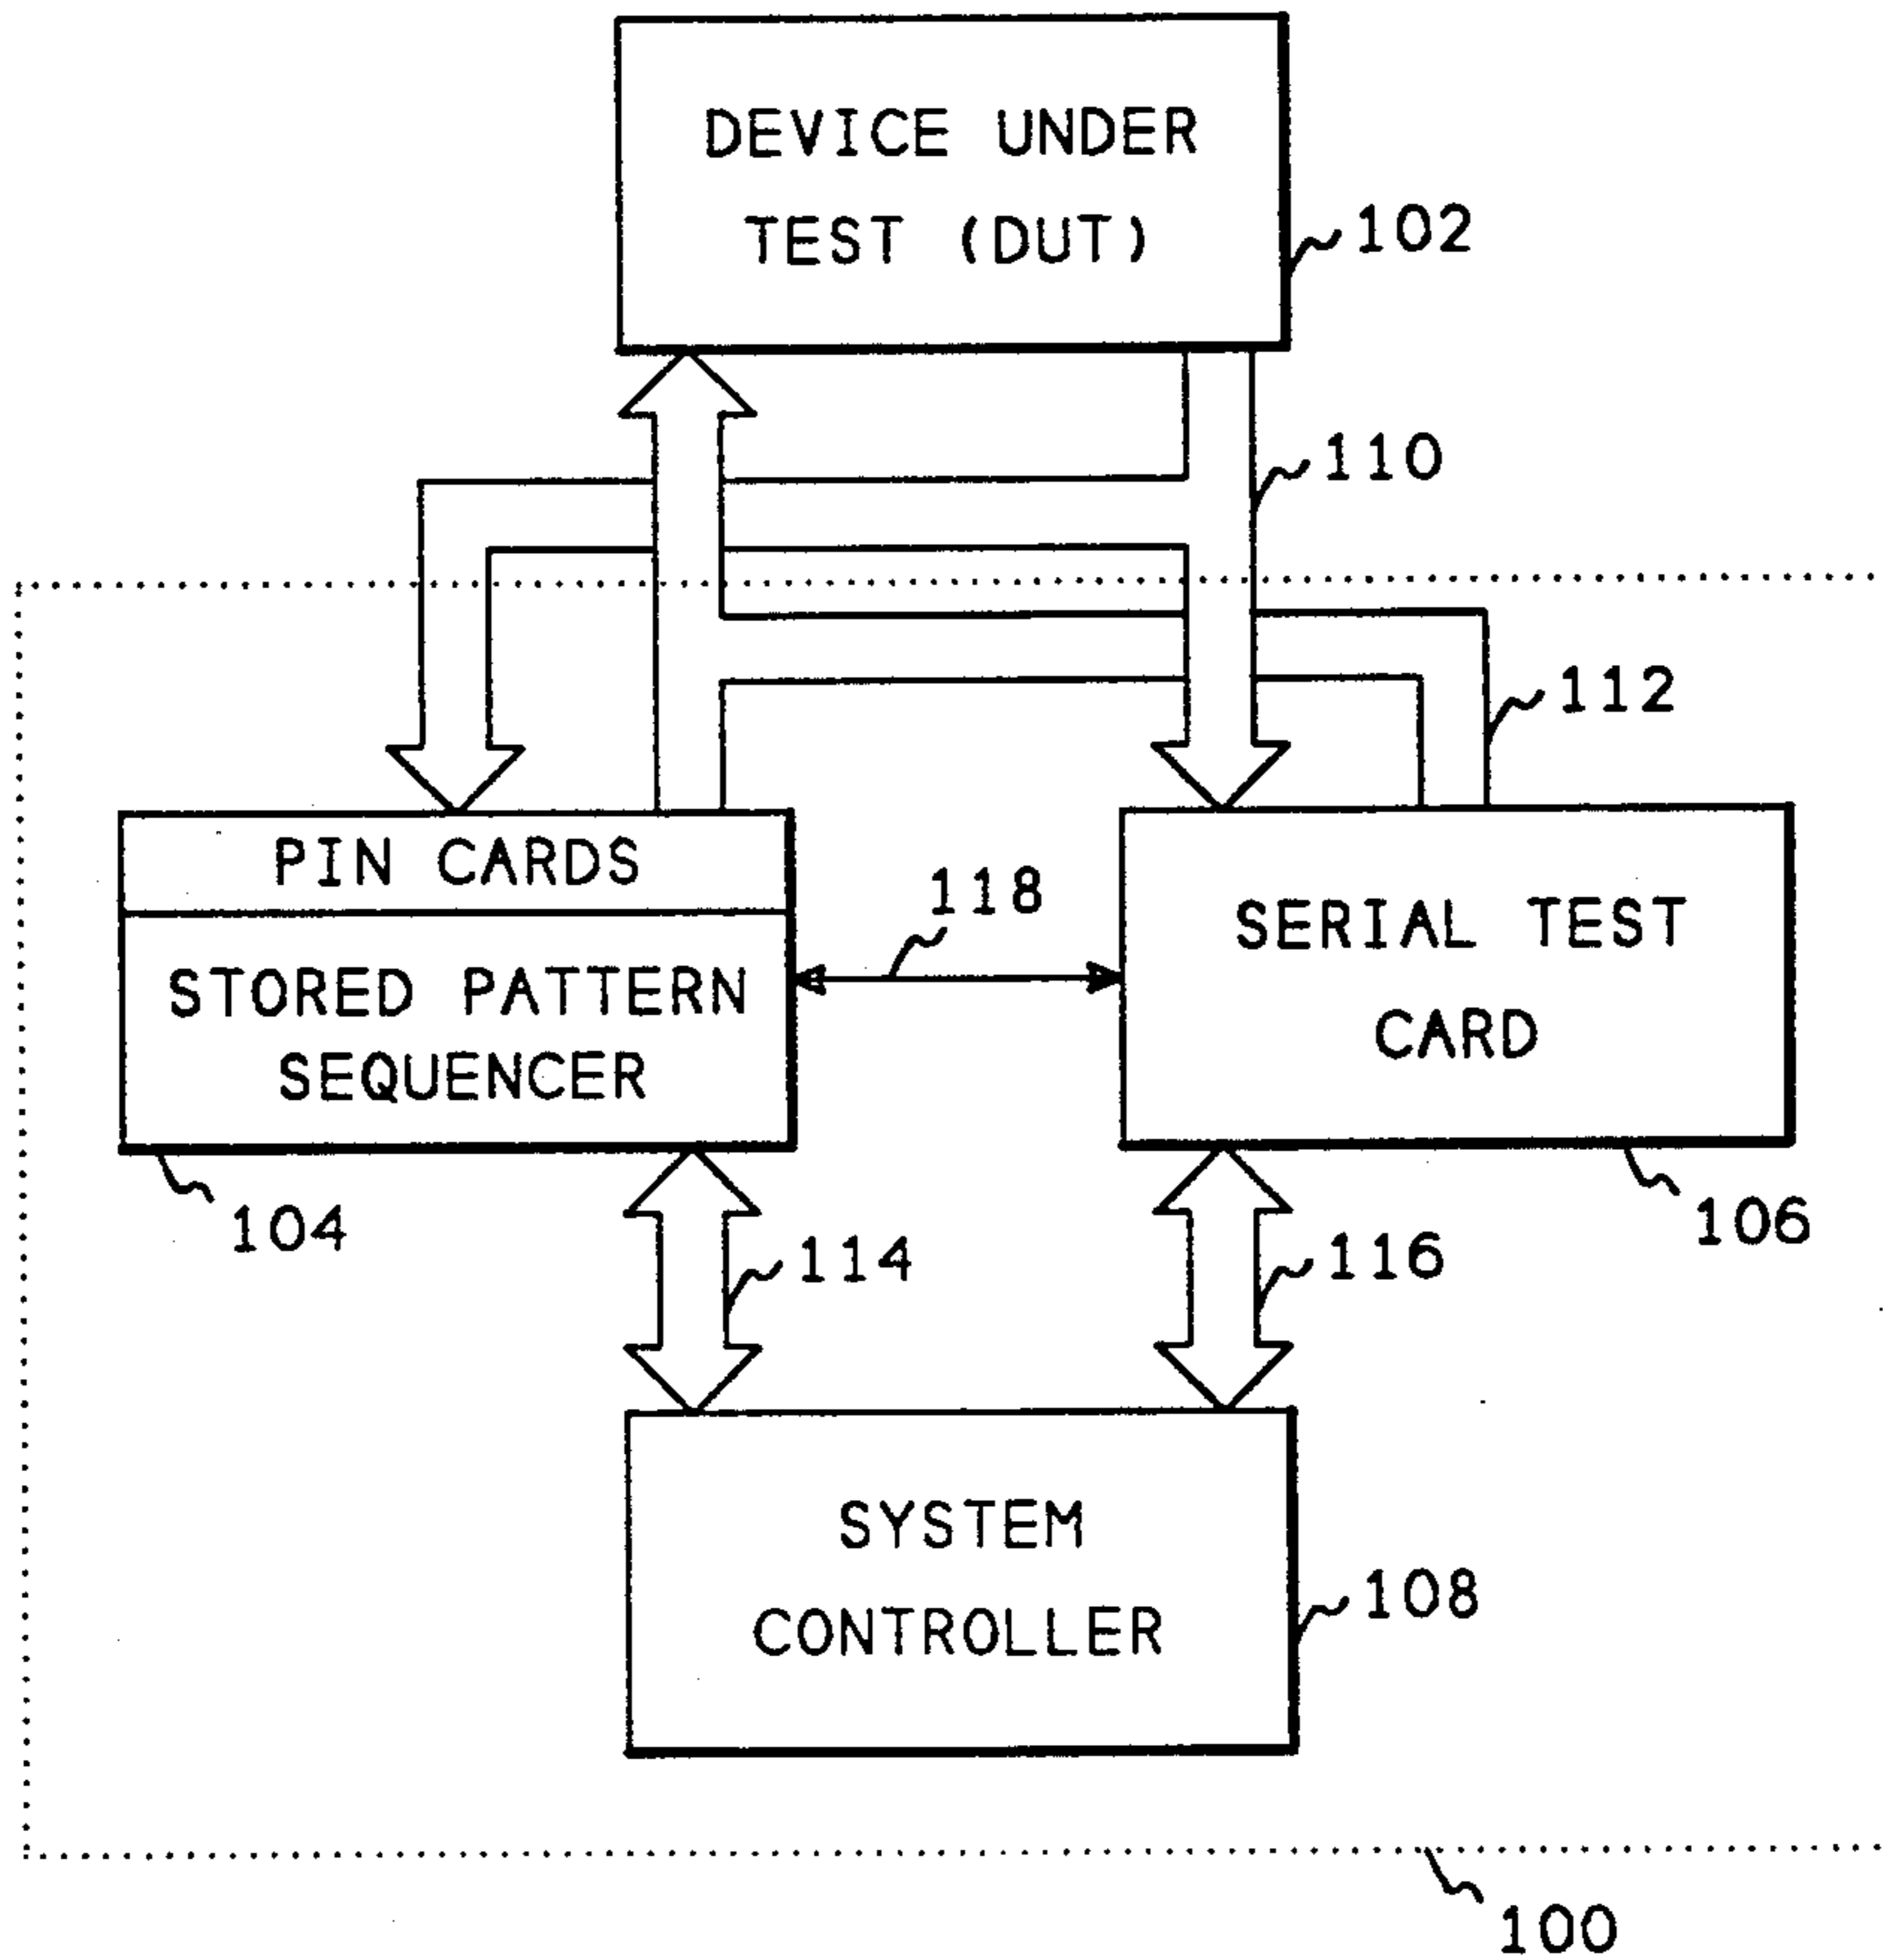 DEVICE UNDER
TEST (DUT)
102
110
112
PIN CARDS
118
STORED PATTERN
SEQUENCER
SERIAL TEST
CARD
104
114
116
106
SYSTEM
CONTROLLER
108
100